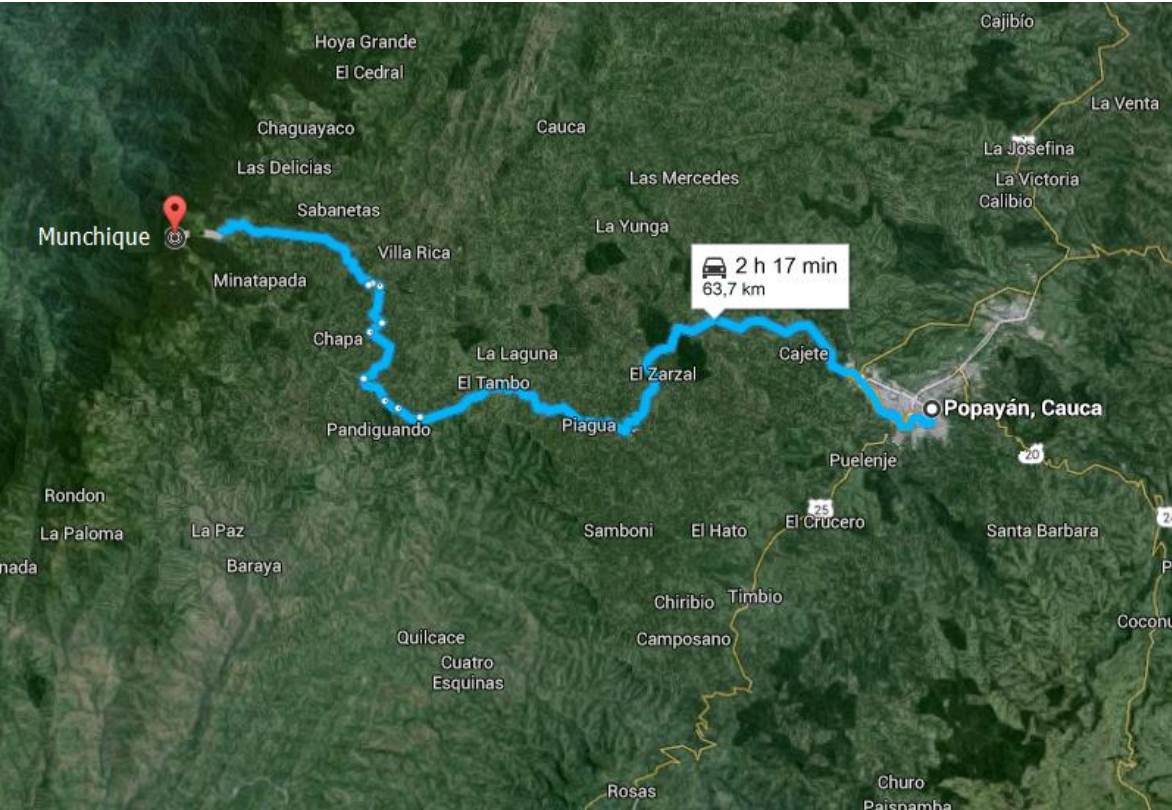 Cajibío
Hoya Grande
El Cedral
La Venta
Chaguayaco
Cauca
La Josefina
Las Delicias
Las Mercedes
La Victoria
Calibio
Sabanetas
La Yunga
Munchique
Villa Rica
2 h 17 min
63,7 km
Minatapada
Chapa
La Laguna
Cajete
El Tambo
El Zarzal
Popayán, Cauca
Pandiguando
Piagua
Puelenje
20
Rondon
25
La Paloma
La Paz
Samboni
El Hato
El Crucero
Santa Barbara
24
nada
Baraya
P
Chiribio
Timbio
Coconu
Quilcace
Camposano
Cuatro
Esquinas
Rosas
Churo
Paispamba